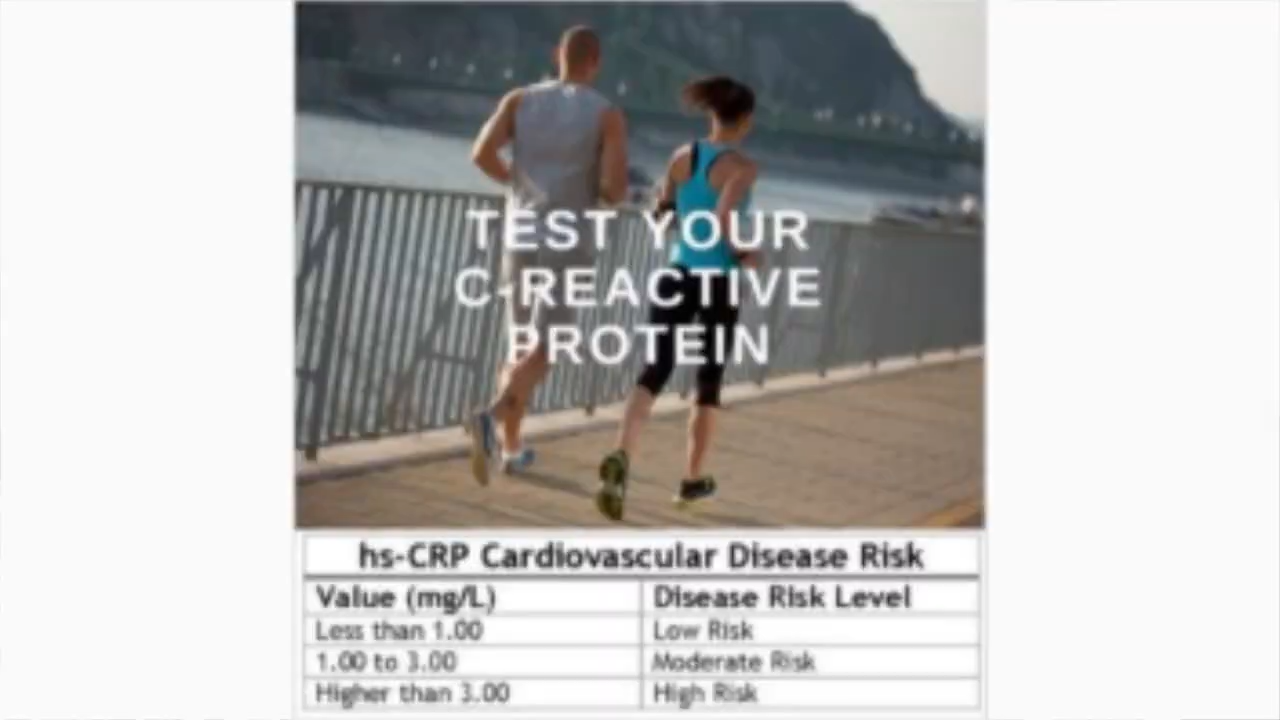 TEST YOUR
C-REACTIVE
PROTEIN
hs-CRP Cardiovascular Disease Risk
Value (mg/L) Disease Risk Level
Less than 1.00 Low Risk
1.00 to 3.00 Moderate Risk
Higher than 3.00 High Risk